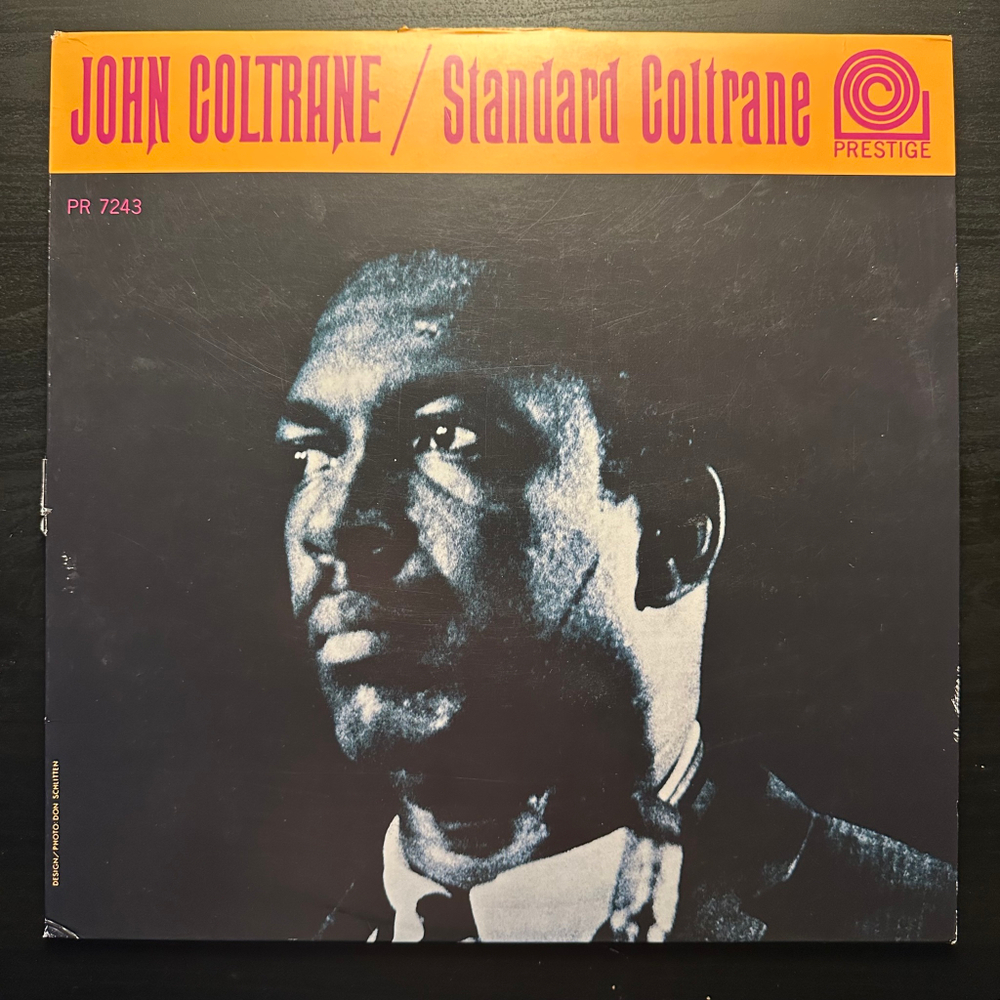 JOHN COLTRANE / Standard Coltrane
PRESTIGE
PR 7243
DESIGN/PHOTO: DON SCHLITTEN